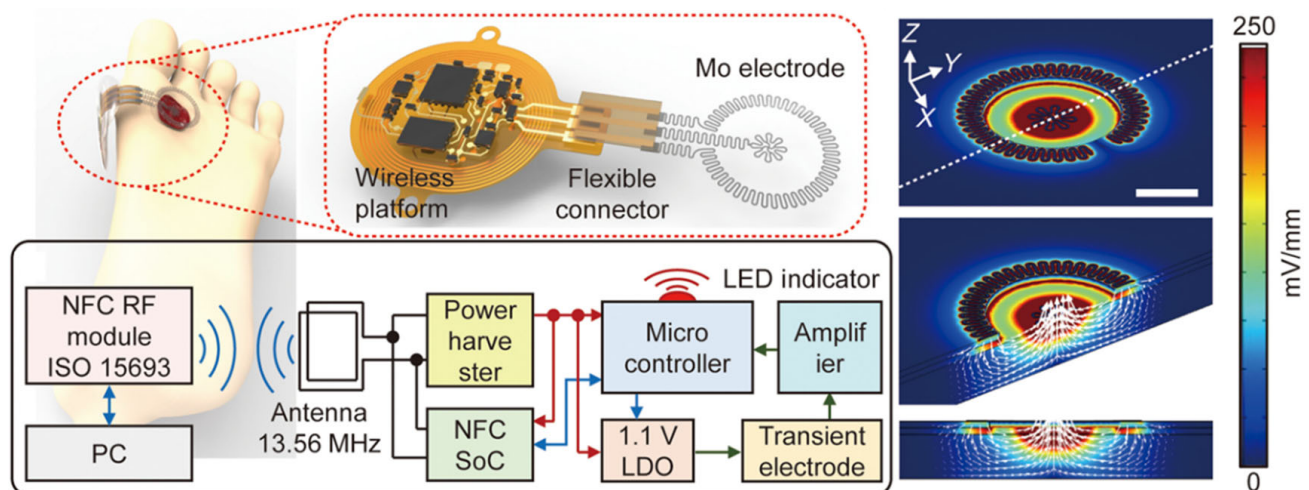 Mo electrode
Wireless
platform
Flexible
connector
NFC RF
module
ISO 15693
PC
Antenna
13.56 MHz
Power
harve
ster
NFC
SoC
LED indicator
Micro
controller
1.1 V
LDO
Amplif
ier
Transient
electrode
Z
Y
X
250
mV/mm
0